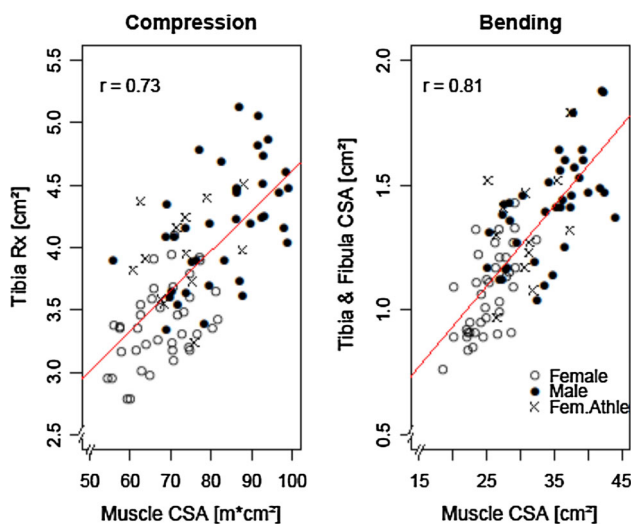 Compression
r = 0.73
Tibia Rx [cm²]
5.5
5.0
4.5
4.0
3.5
3.0
2.5
50 60 70 80 90 100
Muscle CSA [m*cm²]
Bending
r = 0.81
Tibia & Fibula CSA [cm²]
2.0
1.5
1.0
0.5
Female
Male
Fem.Athle
15 25 35 45
Muscle CSA [cm²]